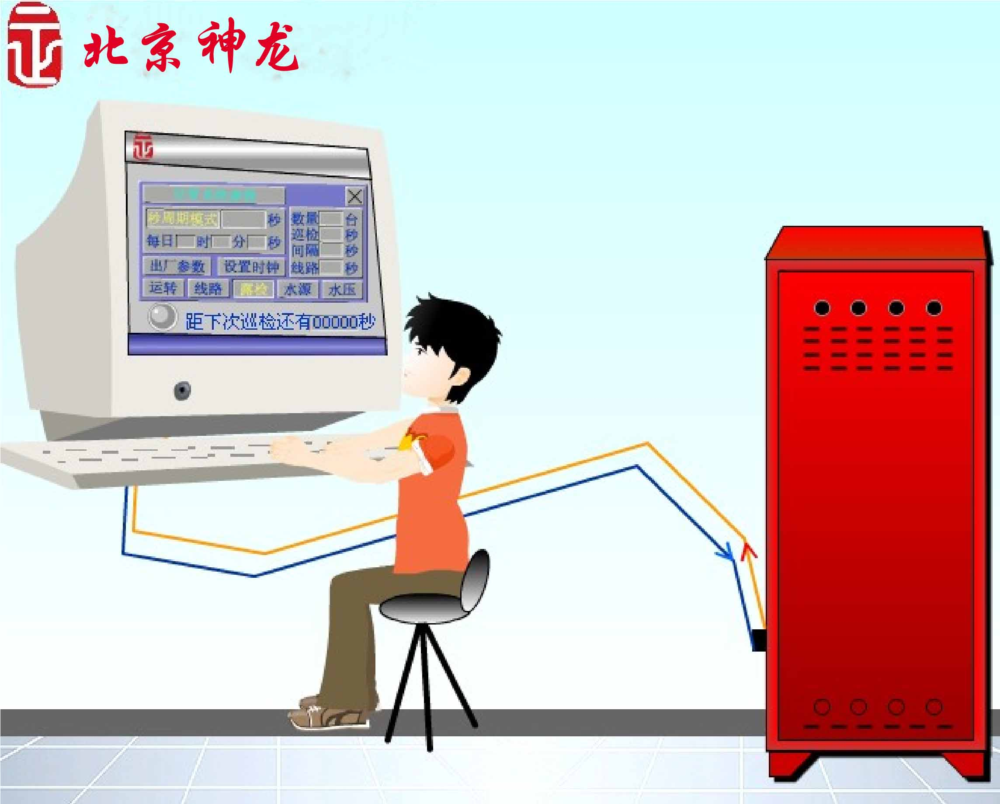 北京神龙
秒周期模式 秒
每日 时 分 秒
数量 台
巡检 秒
间隔 秒
线路 秒
出厂参数 设置时钟
运转 线路 水源 水压
距下次巡检还有00000秒